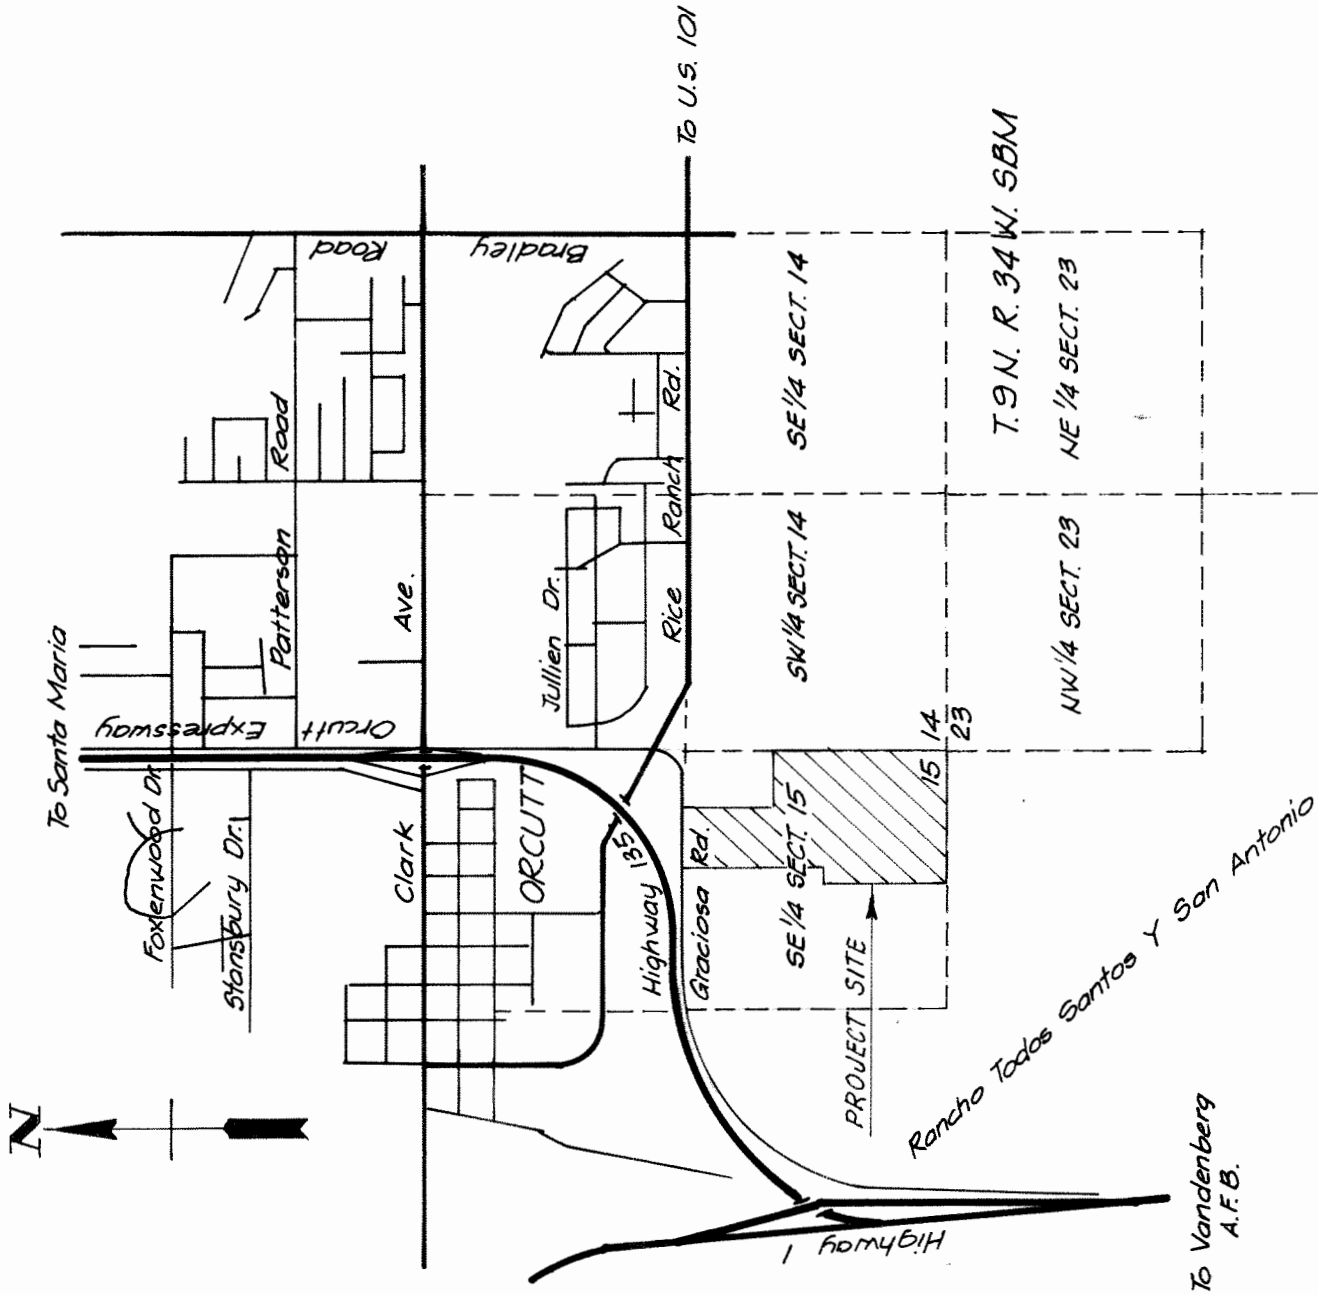 N
To Santa Maria
Foxenwood Dr.
Stansbury Dr.
Orcutt Expressway
Patterson Road
Bradley Road
Clark Ave.
ORCUTT
Jullien Dr.
Highway 135
Rice Ranch Rd.
To U.S. 101
Graciosa Rd.
SE 1/4 SECT. 15
SW 1/4 SECT. 14
SE 1/4 SECT. 14
PROJECT SITE
15
14
23
T. 9 N. R. 34 W. SBM
NW 1/4 SECT. 23
NE 1/4 SECT. 23
Rancho Todos Santos Y San Antonio
Highway 1
To Vandenberg
A.F.B.